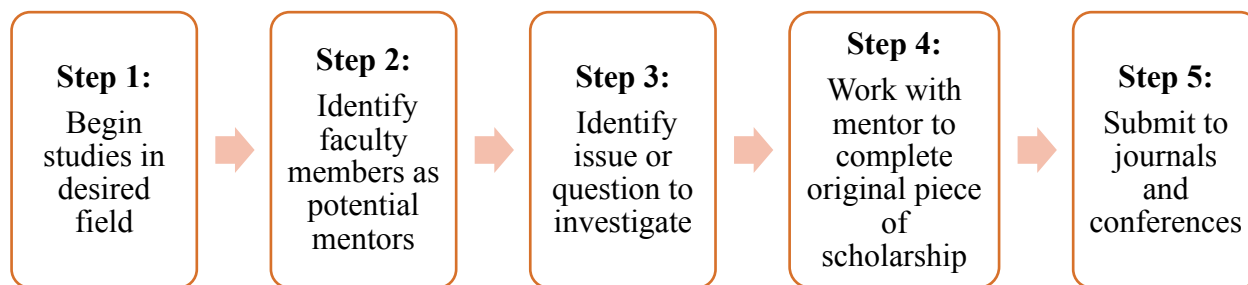 Step 1:
Begin
studies in
desired
field
Step 2:
Identify
faculty
members as
potential
mentors
Step 3:
Identify
issue or
question to
investigate
Step 4:
Work with
mentor to
complete
original piece
of
scholarship
Step 5:
Submit to
journals
and
conferences